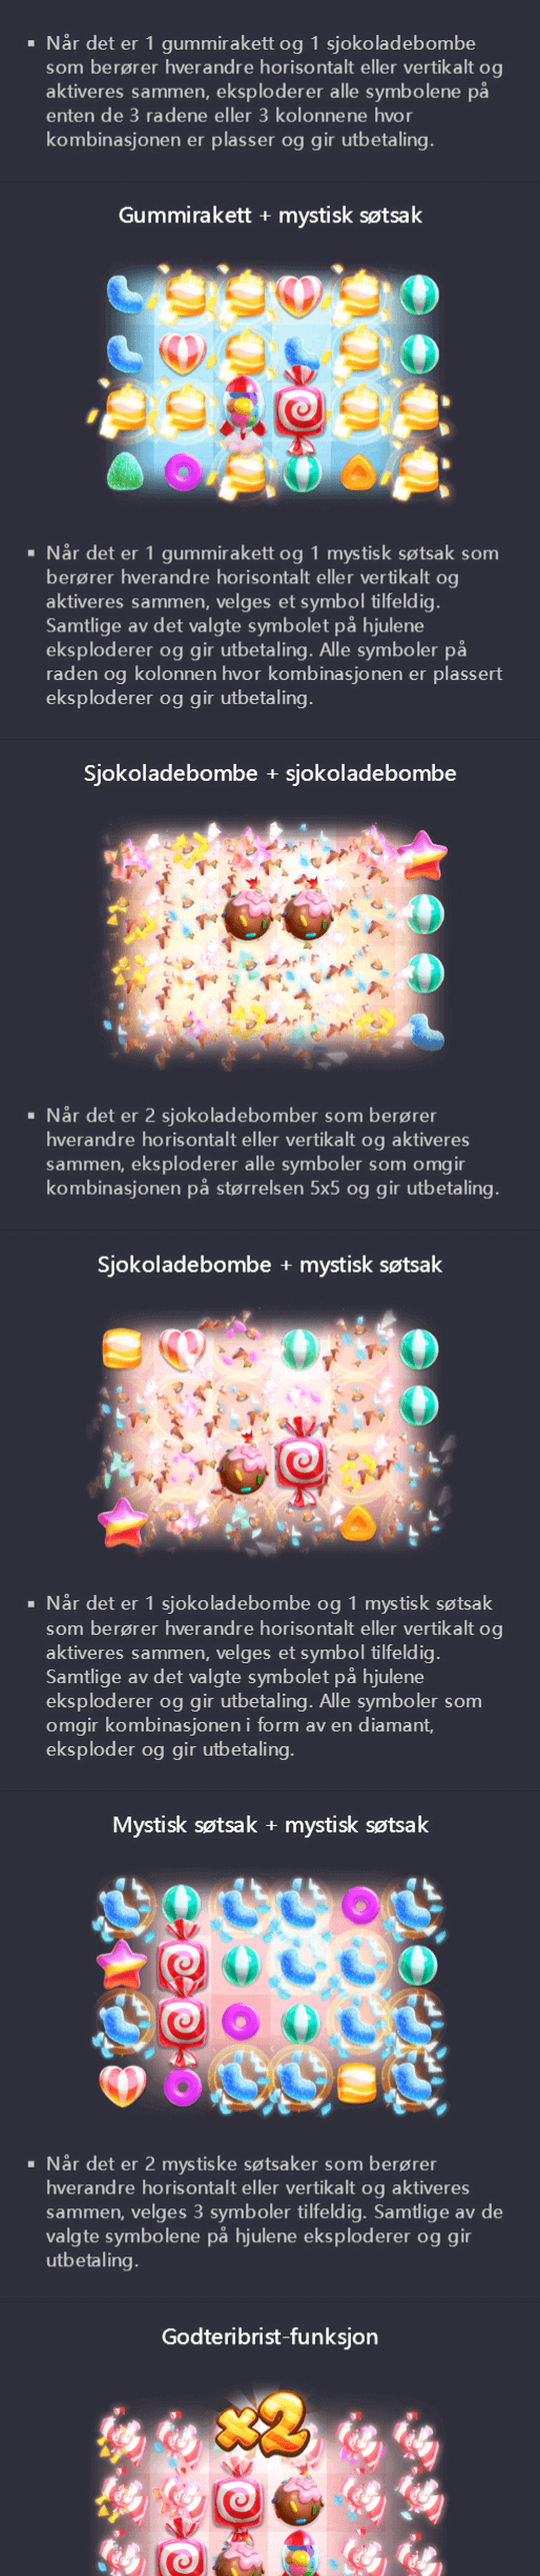 ▪ Når det er 1 gummirakett og 1 sjokoladebombe
som berører hverandre horisontalt eller vertikalt og
aktiveres sammen, eksploderer alle symbolene på
enten de 3 radene eller 3 kolonnene hvor
kombinasjonen er plasser og gir utbetaling.
Gummirakett + mystisk søtsak
▪ Når det er 1 gummirakett og 1 mystisk søtsak som
berører hverandre horisontalt eller vertikalt og
aktiveres sammen, velges et symbol tilfeldig.
Samtlige av det valgte symbolet på hjulene
eksploderer og gir utbetaling. Alle symboler på
raden og kolonnen hvor kombinasjonen er plassert
eksploderer og gir utbetaling.
Sjokoladebombe + sjokoladebombe
▪ Når det er 2 sjokoladebomber som berører
hverandre horisontalt eller vertikalt og aktiveres
sammen, eksploderer alle symboler som omgir
kombinasjonen på størrelsen 5x5 og gir utbetaling.
Sjokoladebombe + mystisk søtsak
▪ Når det er 1 sjokoladebombe og 1 mystisk søtsak
som berører hverandre horisontalt eller vertikalt og
aktiveres sammen, velges et symbol tilfeldig.
Samtlige av det valgte symbolet på hjulene
eksploderer og gir utbetaling. Alle symboler som
omgir kombinasjonen i form av en diamant,
eksploder og gir utbetaling.
Mystisk søtsak + mystisk søtsak
▪ Når det er 2 mystiske søtsaker som berører
hverandre horisontalt eller vertikalt og aktiveres
sammen, velges 3 symboler tilfeldig. Samtlige av de
valgte symbolene på hjulene eksploderer og gir
utbetaling.
Godteribrist-funksjon
x2